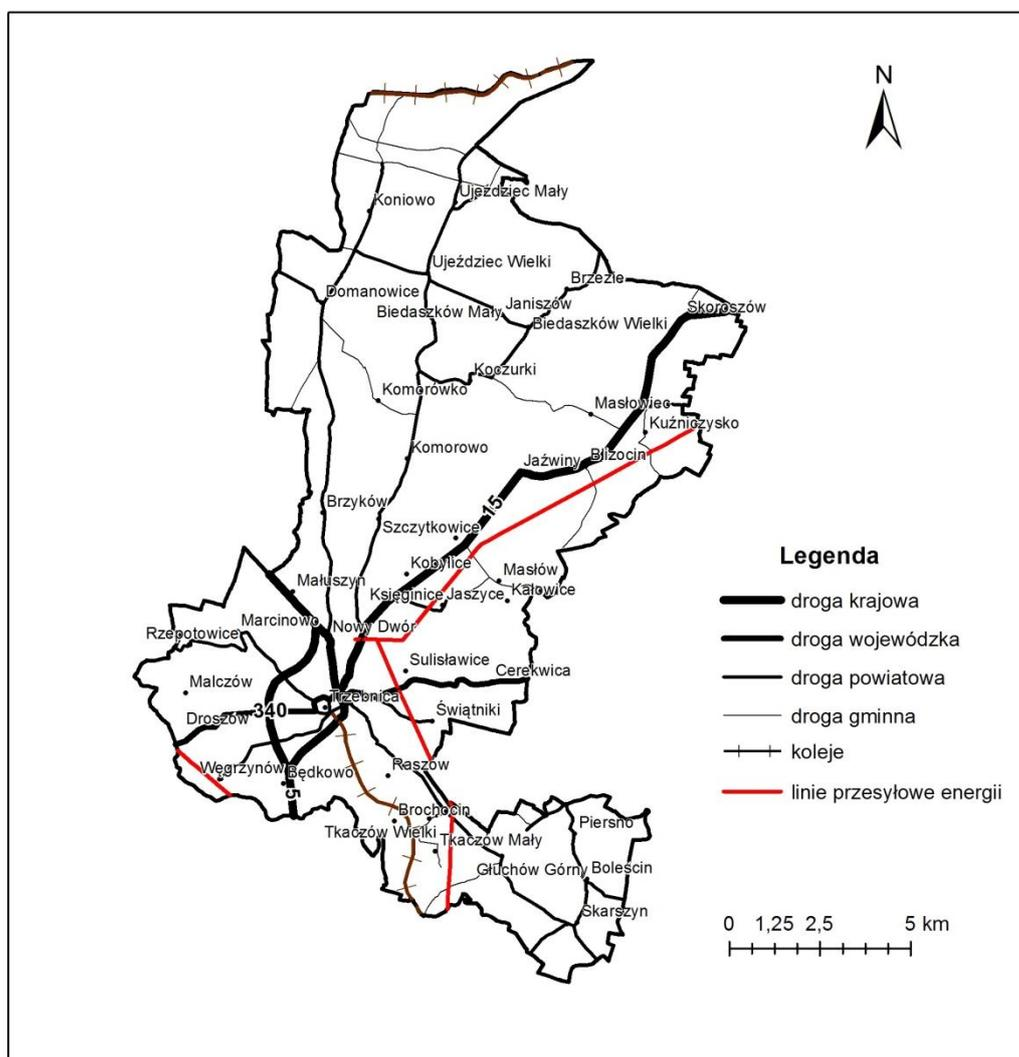 N
Ujeździec Mały
Koniowo
Ujeździec Wielki
Brzezie
Domanowice
Janiszów
Biedaszków Mały
Skoroszów
Biedaszków Wielki
Koczurki
Komorówko
Masłowiec
Kuźniczysko
Komorowo
Blizocin
Jaźwiny
Brzyków
15
Szczytkowice
Kobylice
Masłów
Małuszyn
Kałowice
Księginice
Jaszyce
Marcinowo
Nowy Dwór
Rzepotowice
Sulisławice
Cerekwica
Malczów
Trzebnica
340
Droszów
Świątniki
Raszów
Węgrzynów
Będkowo
5
Brochocin
Tkaczów Wielki
Tkaczów Mały
Piersno
Głuchów Górny
Boleścin
Skarszyn
Legenda
droga krajowa
droga wojewódzka
droga powiatowa
droga gminna
koleje
linie przesyłowe energii
0 1,25 2,5 5 km